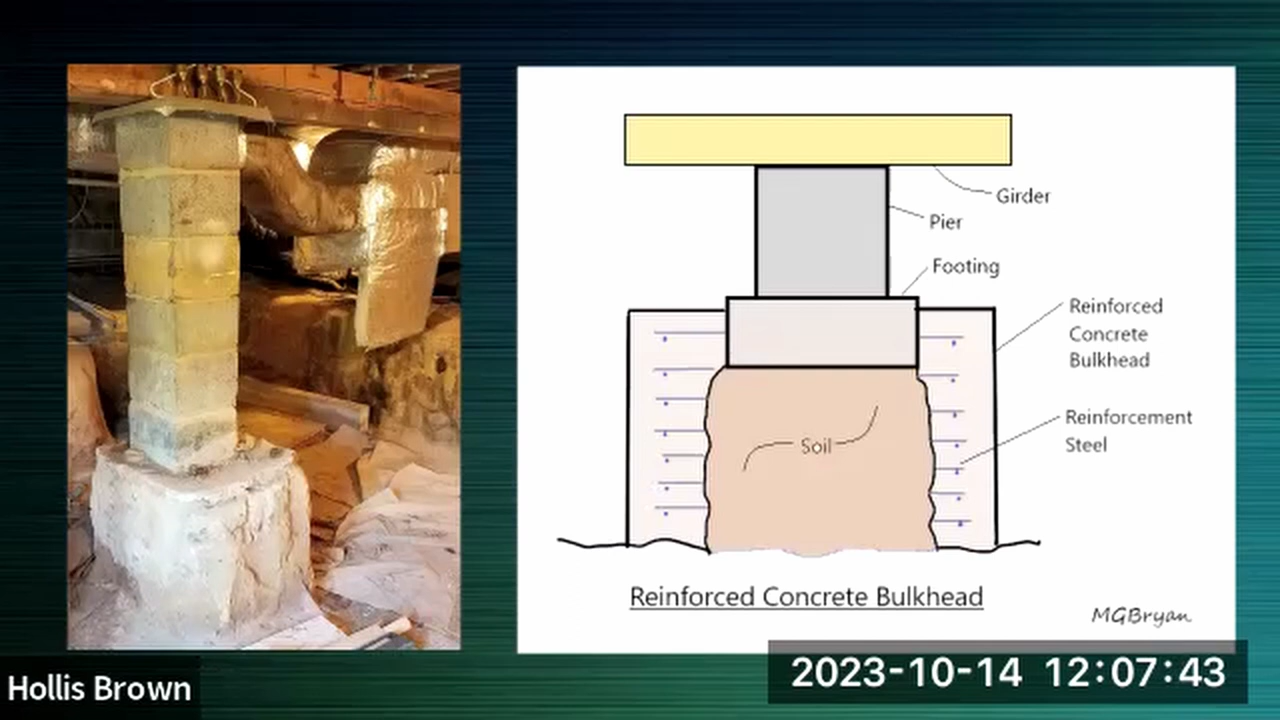 Girder
Pier
Footing
Reinforced
Concrete
Bulkhead
Reinforcement
Steel
Soil
Reinforced Concrete Bulkhead
MGBryan
Hollis Brown
2023-10-14 12:07:43